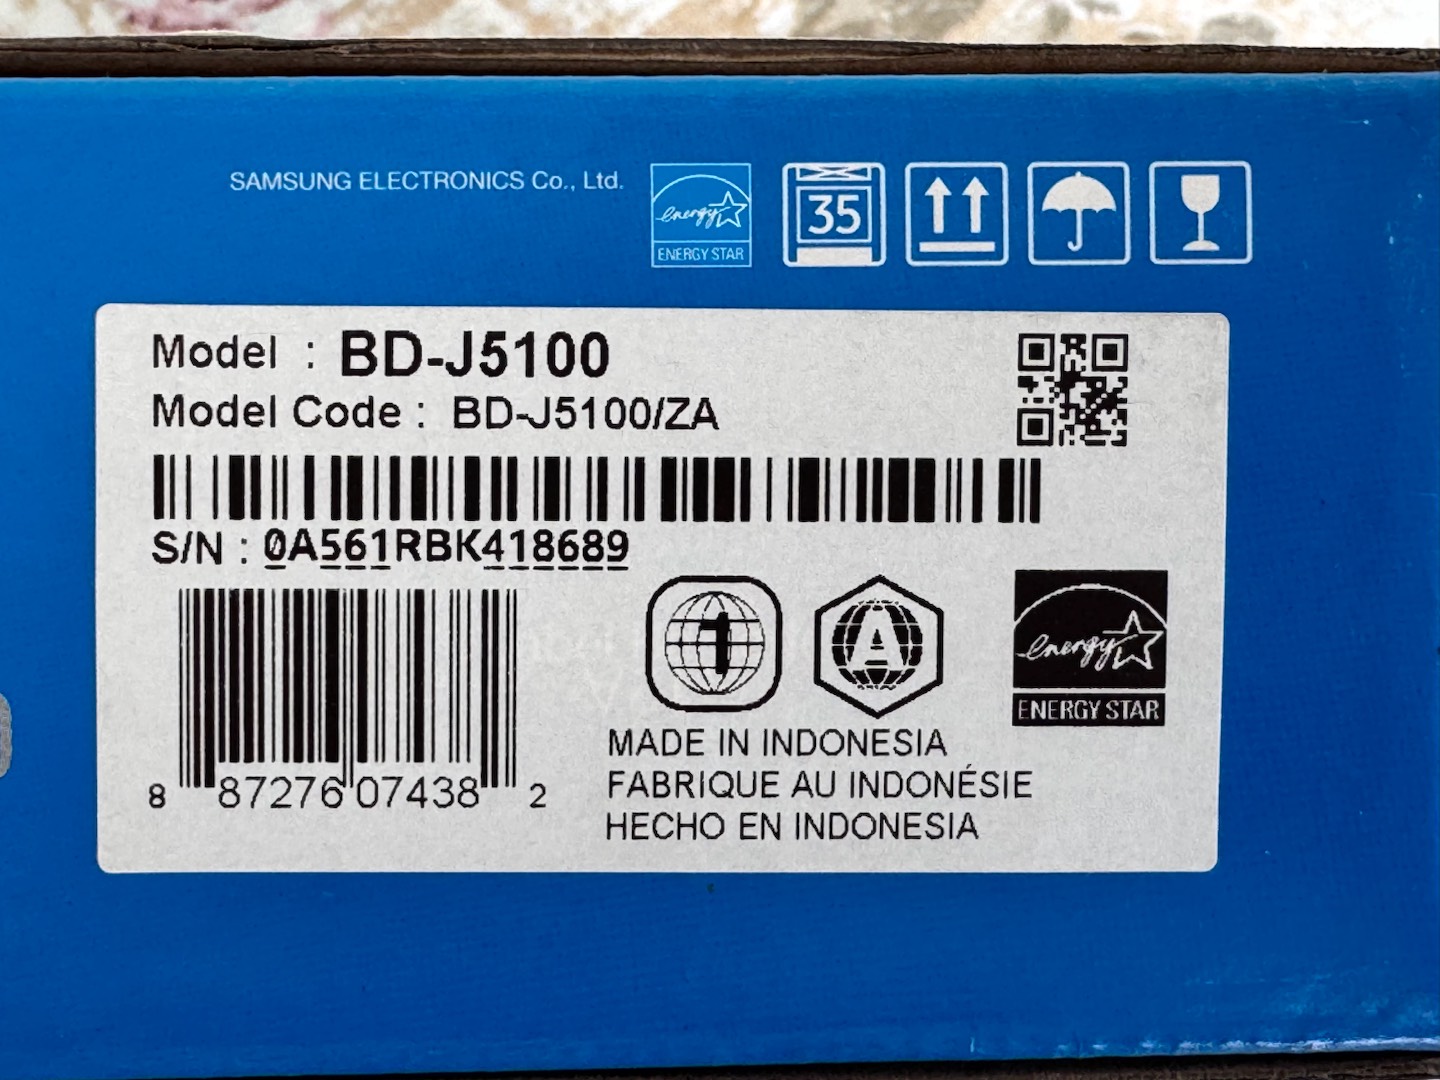 SAMSUNG ELECTRONICS Co., Ltd.
energy
ENERGY STAR
35
Model : BD-J5100
Model Code : BD-J5100/ZA
S/N : 0A561RBK418689
8 87276 07438 2
1
A
energy
ENERGY STAR
MADE IN INDONESIA
FABRIQUE AU INDONÉSIE
HECHO EN INDONESIA